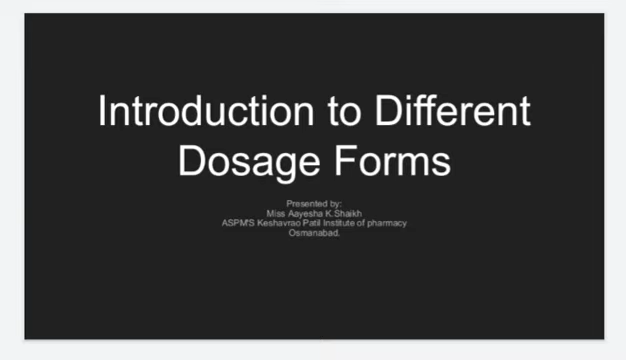 Introduction to Different
Dosage Forms
Presented by:
Miss Aayesha K.Shaikh
ASPM'S Keshavrao Patil Institute of pharmacy
Osmanabad.